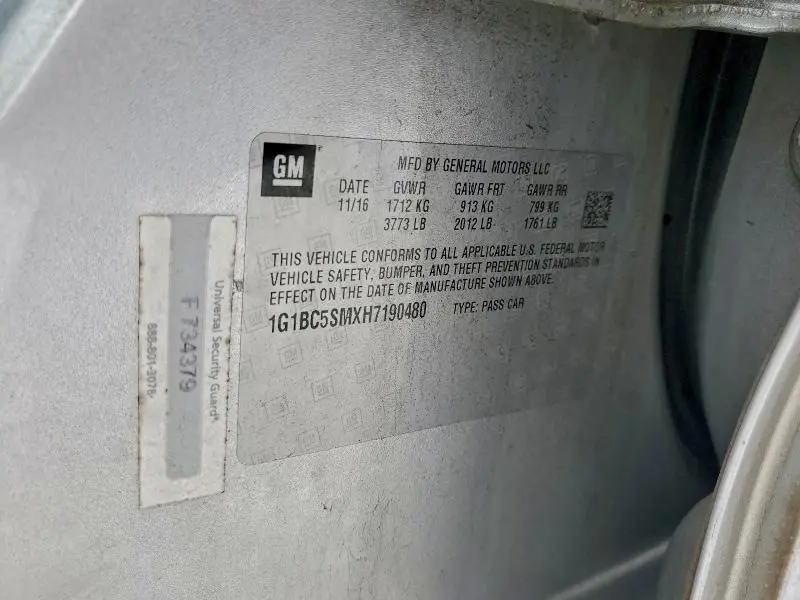 GM
MFD BY GENERAL MOTORS LLC
DATE GVWR GAWR FRT GAWR RR
11/16 1712 KG 913 KG 799 KG
3773 LB 2012 LB 1761 LB
THIS VEHICLE CONFORMS TO ALL APPLICABLE U.S. FEDERAL MOTOR
VEHICLE SAFETY, BUMPER, AND THEFT PREVENTION STANDARDS IN
EFFECT ON THE DATE OF MANUFACTURE SHOWN ABOVE.
1G1BC5SMXH7190480 TYPE: PASS CAR
Universal Security Guard®
F734379
888-801-3076